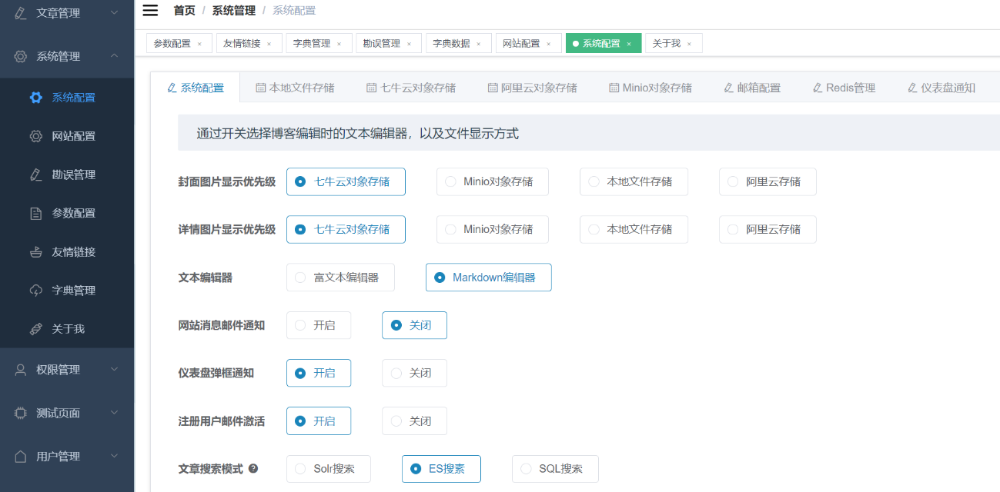 文章管理
系统管理
系统配置
网站配置
勘误管理
参数配置
友情链接
字典管理
关于我
权限管理
测试页面
用户管理
首页 / 系统管理 / 系统配置
参数配置 × 友情链接 × 字典管理 × 勘误管理 × 字典数据 × 网站配置 × 系统配置 × 关于我 ×
系统配置 本地文件存储 七牛云对象存储 阿里云对象存储 Minio对象存储 邮箱配置 Redis管理 仪表盘通知
通过开关选择博客编辑时的文本编辑器，以及文件显示方式
封面图片显示优先级 七牛云对象存储 Minio对象存储 本地文件存储 阿里云存储
详情图片显示优先级 七牛云对象存储 Minio对象存储 本地文件存储 阿里云存储
文本编辑器 富文本编辑器 Markdown编辑器
网站消息邮件通知 开启 关闭
仪表盘弹框通知 开启 关闭
注册用户邮件激活 开启 关闭
文章搜索模式 ? Solr搜索 ES搜索 SQL搜索